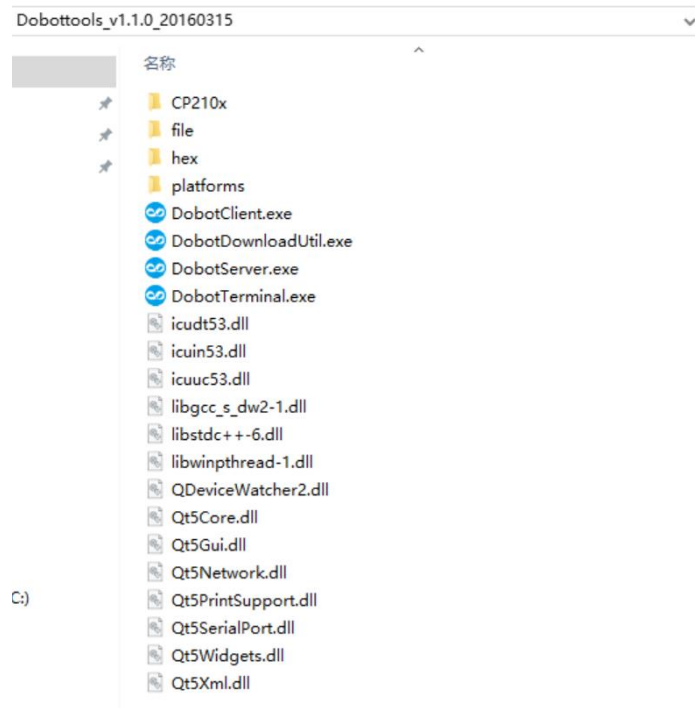 Dobottools_v1.1.0_20160315
名称
CP210x
file
hex
platforms
DobotClient.exe
DobotDownloadUtil.exe
DobotServer.exe
DobotTerminal.exe
icudt53.dll
icuin53.dll
icuuc53.dll
libgcc_s_dw2-1.dll
libstdc++-6.dll
libwinpthread-1.dll
QDeviceWatcher2.dll
Qt5Core.dll
Qt5Gui.dll
Qt5Network.dll
C:)
Qt5PrintSupport.dll
Qt5SerialPort.dll
Qt5Widgets.dll
Qt5Xml.dll